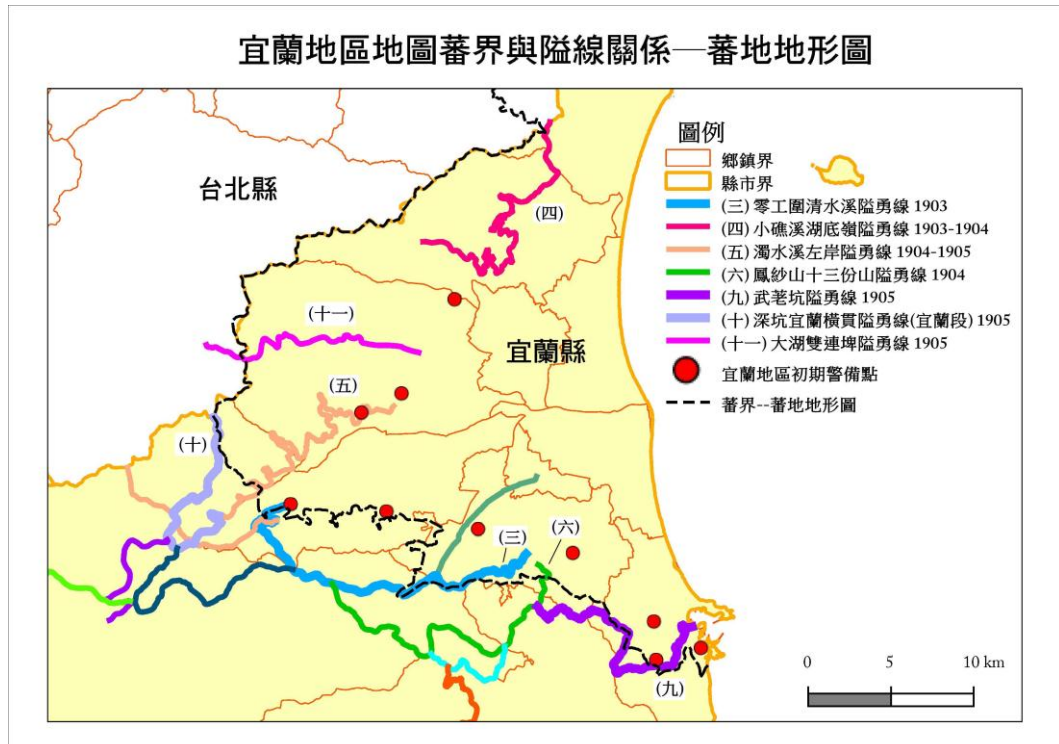 宜蘭地區地圖蕃界與隘線關係─蕃地地形圖
台北縣
宜蘭縣
(四)
(十一)
(五)
(十)
(三)
(六)
(九)
圖例
鄉鎮界
縣市界
(三) 零工圍清水溪隘勇線 1903
(四) 小礁溪湖底嶺隘勇線 1903-1904
(五) 濁水溪左岸隘勇線 1904-1905
(六) 鳳紗山十三份山隘勇線 1904
(九) 武荖坑隘勇線 1905
(十) 深坑宜蘭橫貫隘勇線(宜蘭段) 1905
(十一) 大湖雙連埤隘勇線 1905
宜蘭地區初期警備點
蕃界--蕃地地形圖
0 5 10 km